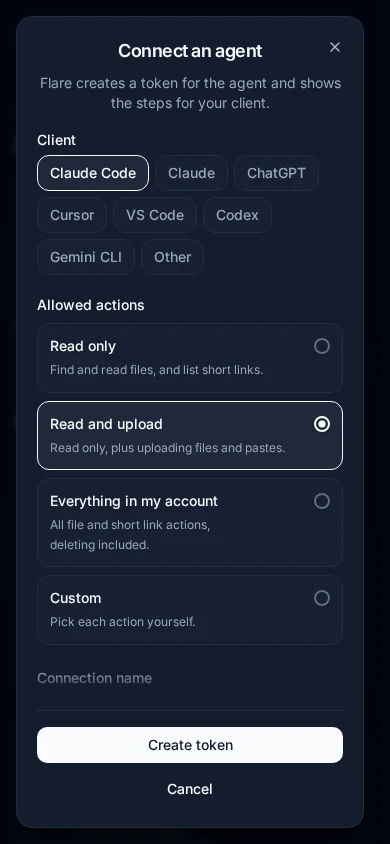 Connect an agent
Flare creates a token for the agent and shows
the steps for your client.
Client
Claude Code
Claude
ChatGPT
Cursor
VS Code
Codex
Gemini CLI
Other
Allowed actions
Read only
Find and read files, and list short links.
Read and upload
Read only, plus uploading files and pastes.
Everything in my account
All file and short link actions,
deleting included.
Custom
Pick each action yourself.
Connection name
Create token
Cancel